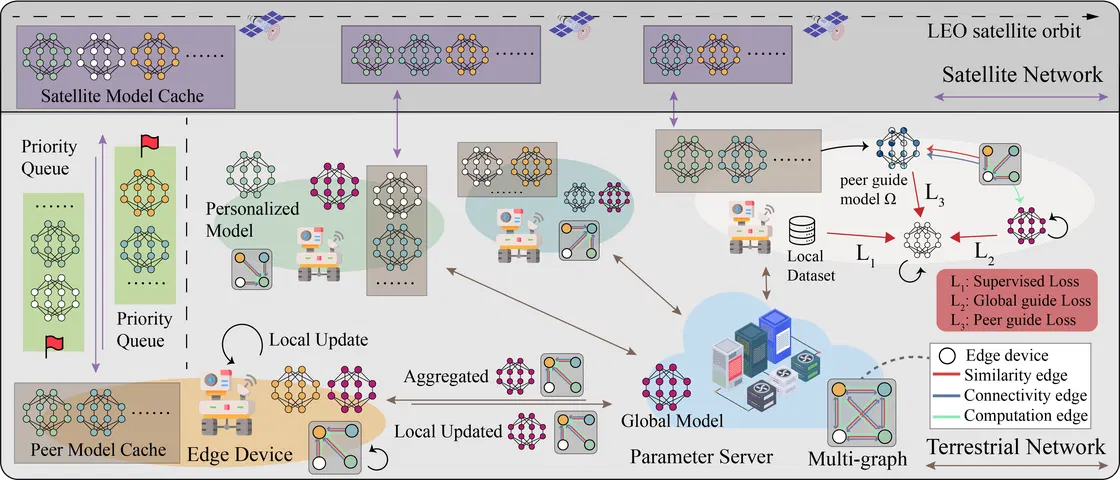 LEO satellite orbit
Satellite Network
Satellite Model Cache
......
......
......
Priority
Queue
......
Priority
Queue
Personalized
Model
......
......
......
peer guide
model Ω
L3
Local
Dataset
L1
L2
L1: Supervised Loss
L2: Global guide Loss
L3: Peer guide Loss
Local Update
Aggregated
Local Updated
Global Model
Parameter Server
Multi-graph
Edge device
Similarity edge
Connectivity edge
Computation edge
Terrestrial Network
......
Peer Model Cache
Edge Device